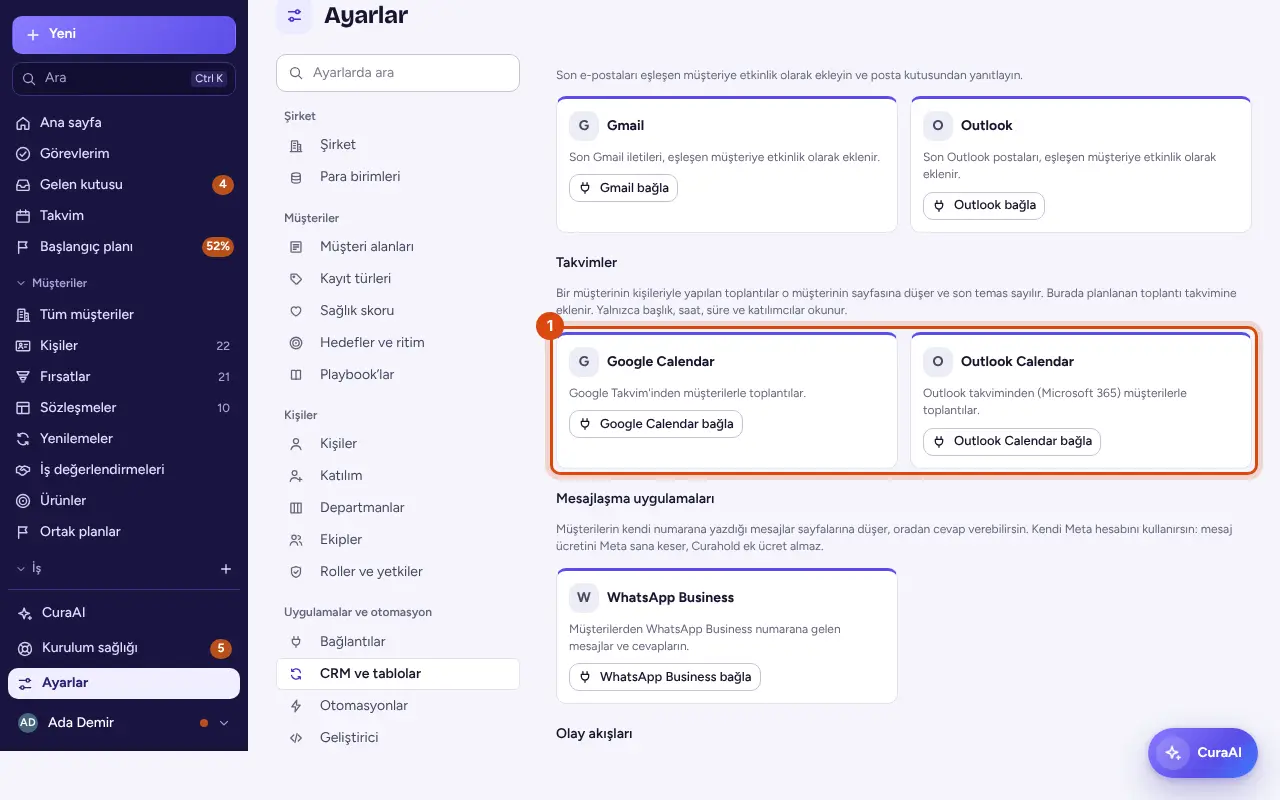 Yeni
Ara
Ctrl K
Ana sayfa
Görevlerim
Gelen kutusu
4
Takvim
Başlangıç planı
52%
Müşteriler
Tüm müşteriler
Kişiler
22
Fırsatlar
21
Sözleşmeler
10
Yenilemeler
İş değerlendirmeleri
Ürünler
Ortak planlar
İş
CuraAI
Kurulum sağlığı
5
Ayarlar
AD
Ada Demir
Ayarlar
Ayarlarda ara
Şirket
Şirket
Para birimleri
Müşteriler
Müşteri alanları
Kayıt türleri
Sağlık skoru
Hedefler ve ritim
Playbook'lar
Kişiler
Kişiler
Katılım
Departmanlar
Ekipler
Roller ve yetkiler
Uygulamalar ve otomasyon
Bağlantılar
CRM ve tablolar
Otomasyonlar
Geliştirici
Son e-postaları eşleşen müşteriye etkinlik olarak ekleyin ve posta kutusundan yanıtlayın.
G
Gmail
Son Gmail iletileri, eşleşen müşteriye etkinlik olarak eklenir.
Gmail bağla
O
Outlook
Son Outlook postaları, eşleşen müşteriye etkinlik olarak
eklenir.
Outlook bağla
Takvimler
Bir müşterinin kişileriyle yapılan toplantılar o müşterinin sayfasına düşer ve son temas sayılır. Burada planlanan toplantı takvimine
eklenir. Yalnızca başlık, saat, süre ve katılımcılar okunur.
1
G
Google Calendar
Google Takvim'inden müşterilerle toplantılar.
Google Calendar bağla
O
Outlook Calendar
Outlook takviminden (Microsoft 365) müşterilerle
toplantılar.
Outlook Calendar bağla
Mesajlaşma uygulamaları
Müşterilerin kendi numarana yazdığı mesajlar sayfalarına düşer, oradan cevap verebilirsin. Kendi Meta hesabını kullanırsın: mesaj
ücretini Meta sana keser, Curahold ek ücret almaz.
W
WhatsApp Business
Müşterilerden WhatsApp Business numarana gelen
mesajlar ve cevapların.
WhatsApp Business bağla
Olay akışları
CuraAI